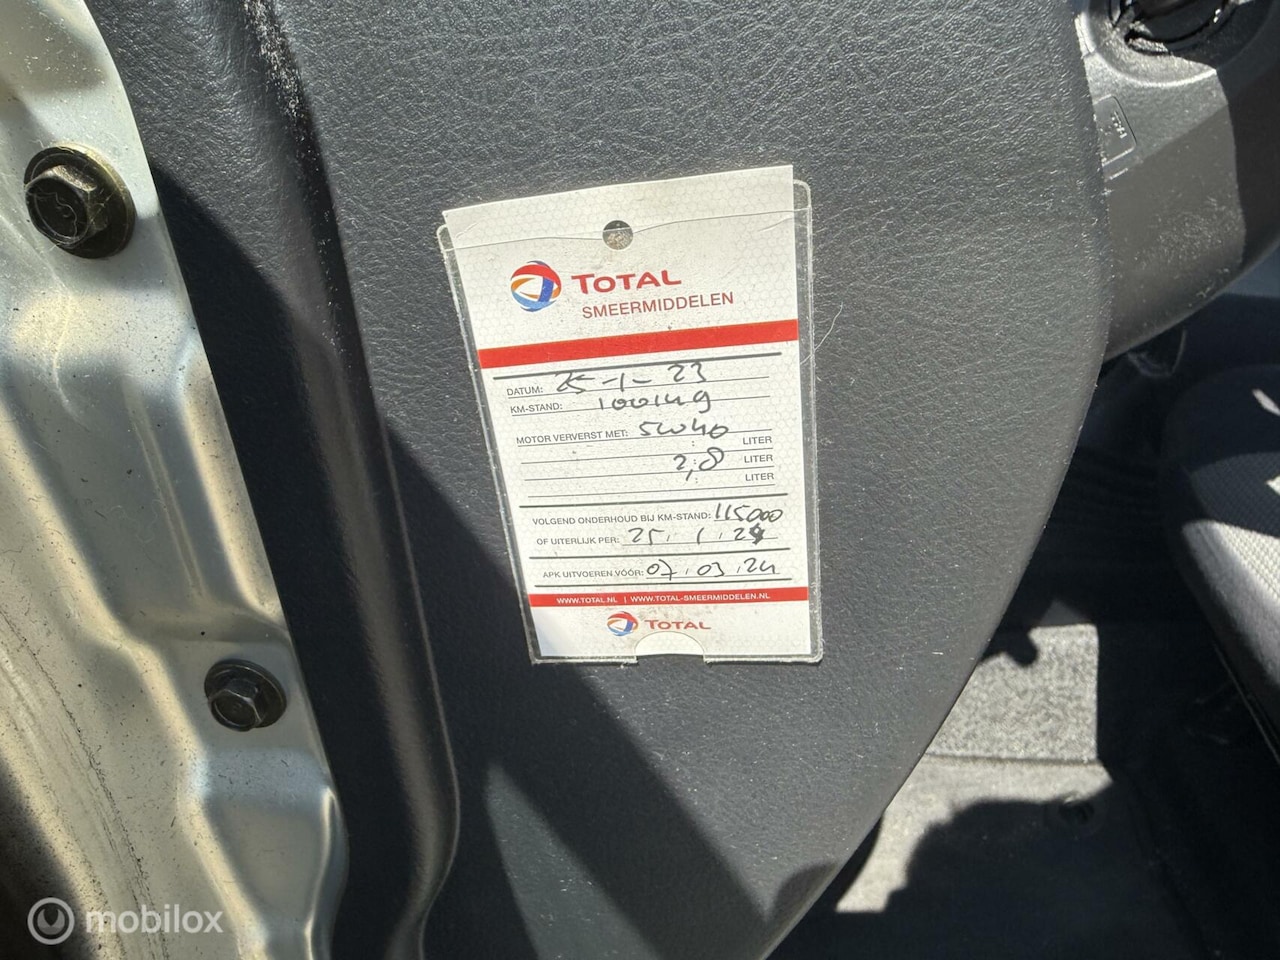 TOTAL
SMEERMIDDELEN
DATUM: 25-1-23
KM-STAND: 100149
MOTOR VERVERST MET: 5W40 : LITER
2,8 LITER
: LITER
VOLGEND ONDERHOUD BIJ KM-STAND: 115000
OF UITERLIJK PER: 25. 1. 24
APK UITVOEREN VÓÓR: 07.03.24
WWW.TOTAL.NL | WWW.TOTAL-SMEERMIDDELEN.NL
TOTAL
mobilox